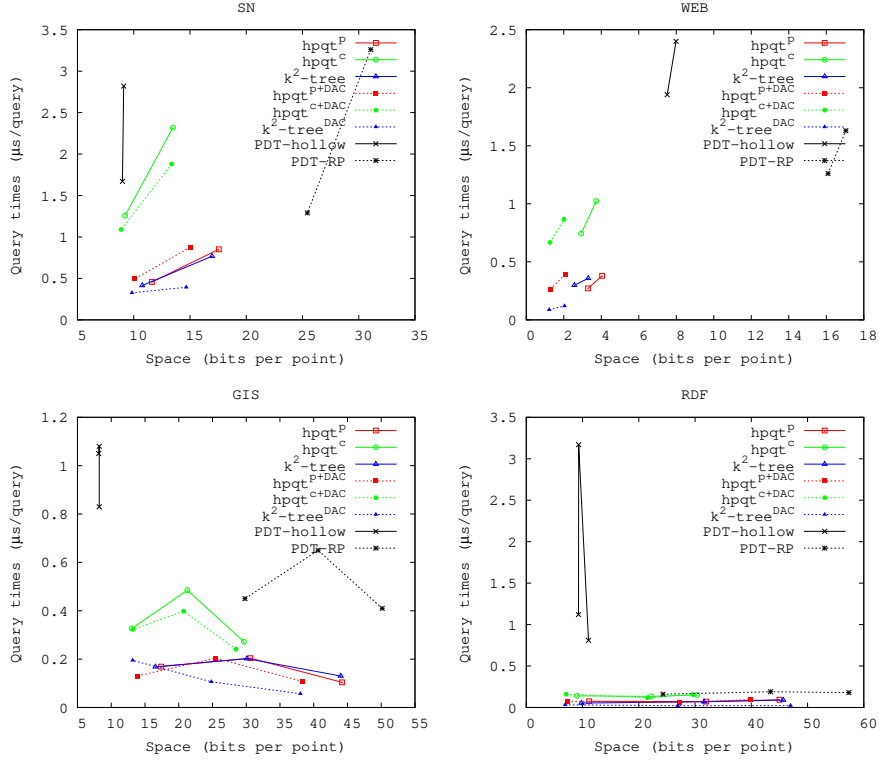 SN
3.5
3
2.5
2
1.5
1
0.5
0
5 10 15 20 25 30 35
Query times (μs/query)
Space (bits per point)
hpqt^p
hpqt^c
k^2-tree
hpqt^p+DAC
hpqt^c+DAC
k^2-tree^DAC
PDT-hollow
PDT-RP
WEB
2.5
2
1.5
1
0.5
0
0 2 4 6 8 10 12 14 16 18
Query times (μs/query)
Space (bits per point)
hpqt^p
hpqt^c
k^2-tree
hpqt^p+DAC
hpqt^c+DAC
k^2-tree^DAC
PDT-hollow
PDT-RP
GIS
1.2
1
0.8
0.6
0.4
0.2
0
5 10 15 20 25 30 35 40 45 50 55
Query times (μs/query)
Space (bits per point)
hpqt^p
hpqt^c
k^2-tree
hpqt^p+DAC
hpqt^c+DAC
k^2-tree^DAC
PDT-hollow
PDT-RP
RDF
3.5
3
2.5
2
1.5
1
0.5
0
0 10 20 30 40 50 60
Query times (μs/query)
Space (bits per point)
hpqt^p
hpqt^c
k^2-tree
hpqt^p+DAC
hpqt^c+DAC
k^2-tree^DAC
PDT-hollow
PDT-RP